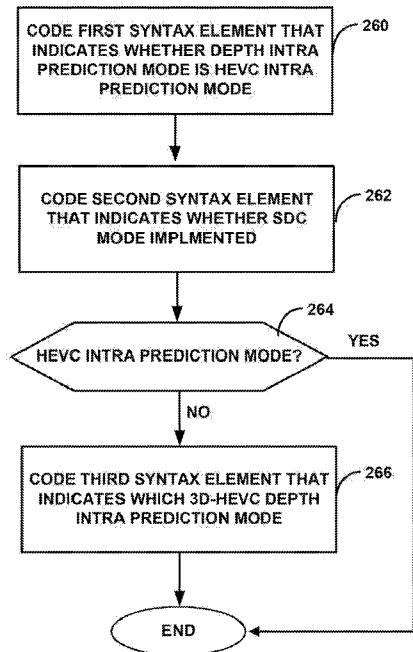 CODE FIRST SYNTAX ELEMENT THAT
INDICATES WHETHER DEPTH INTRA
PREDICTION MODE IS HEVC INTRA
PREDICTION MODE
260
CODE SECOND SYNTAX ELEMENT
THAT INDICATES WHETHER SDC
MODE IMPLMENTED
262
264
HEVC INTRA PREDICTION MODE?
YES
NO
CODE THIRD SYNTAX ELEMENT THAT
INDICATES WHICH 3D-HEVC DEPTH
INTRA PREDICTION MODE
266
END